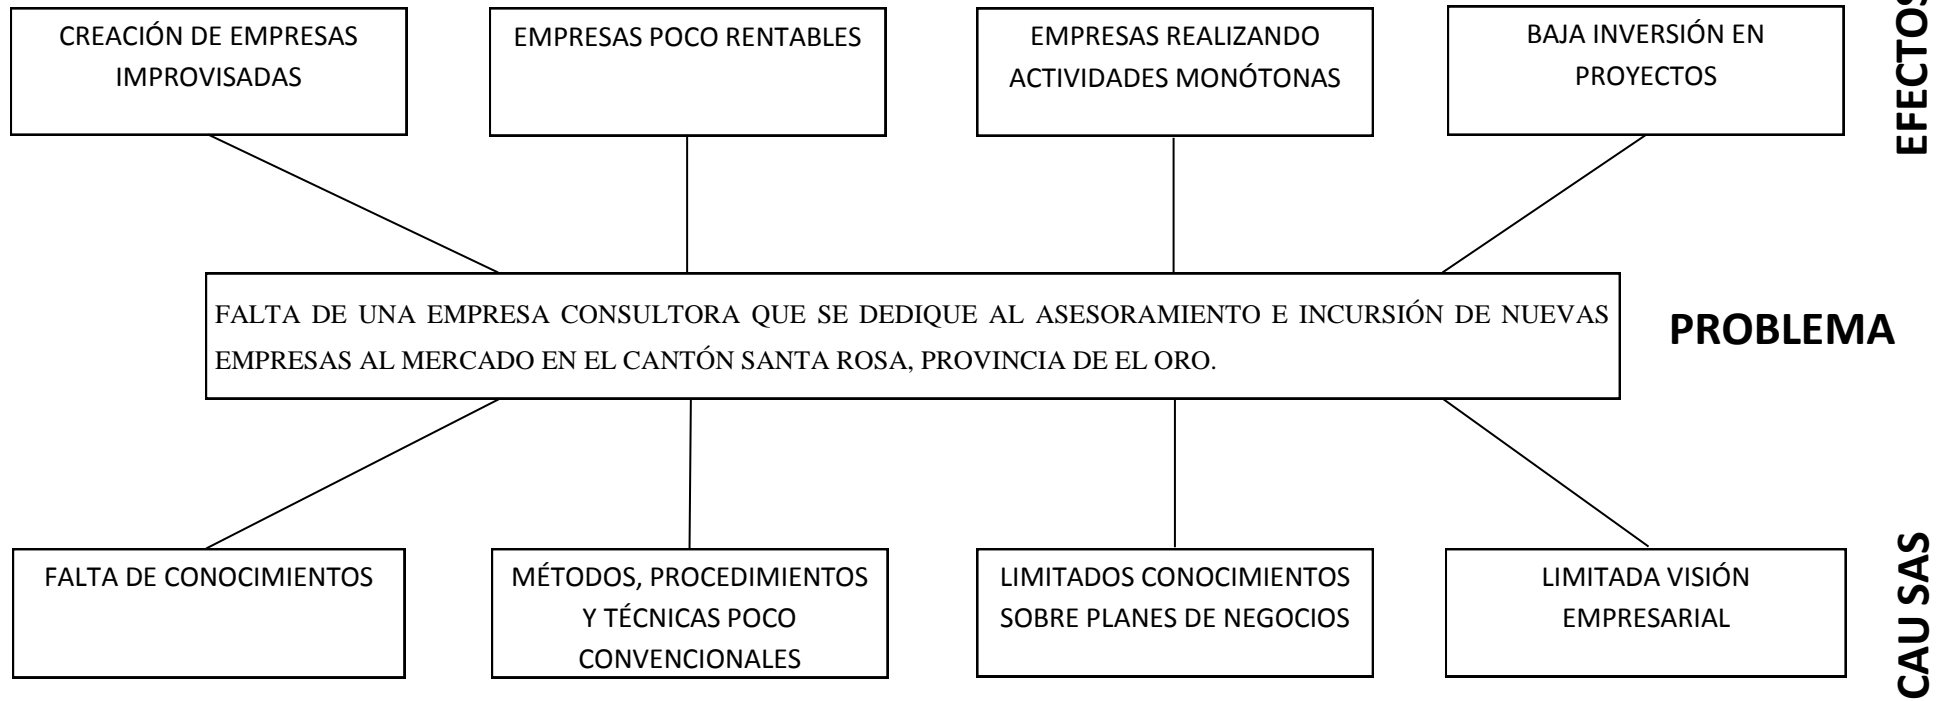 CREACIÓN DE EMPRESAS
IMPROVISADAS
EMPRESAS POCO RENTABLES
EMPRESAS REALIZANDO
ACTIVIDADES MONÓTONAS
BAJA INVERSIÓN EN
PROYECTOS
EFECTOS
FALTA DE UNA EMPRESA CONSULTORA QUE SE DEDIQUE AL ASESORAMIENTO E INCURSIÓN DE NUEVAS
EMPRESAS AL MERCADO EN EL CANTÓN SANTA ROSA, PROVINCIA DE EL ORO.
PROBLEMA
FALTA DE CONOCIMIENTOS
MÉTODOS, PROCEDIMIENTOS
Y TÉCNICAS POCO
CONVENCIONALES
LIMITADOS CONOCIMIENTOS
SOBRE PLANES DE NEGOCIOS
LIMITADA VISIÓN
EMPRESARIAL
CAU SAS